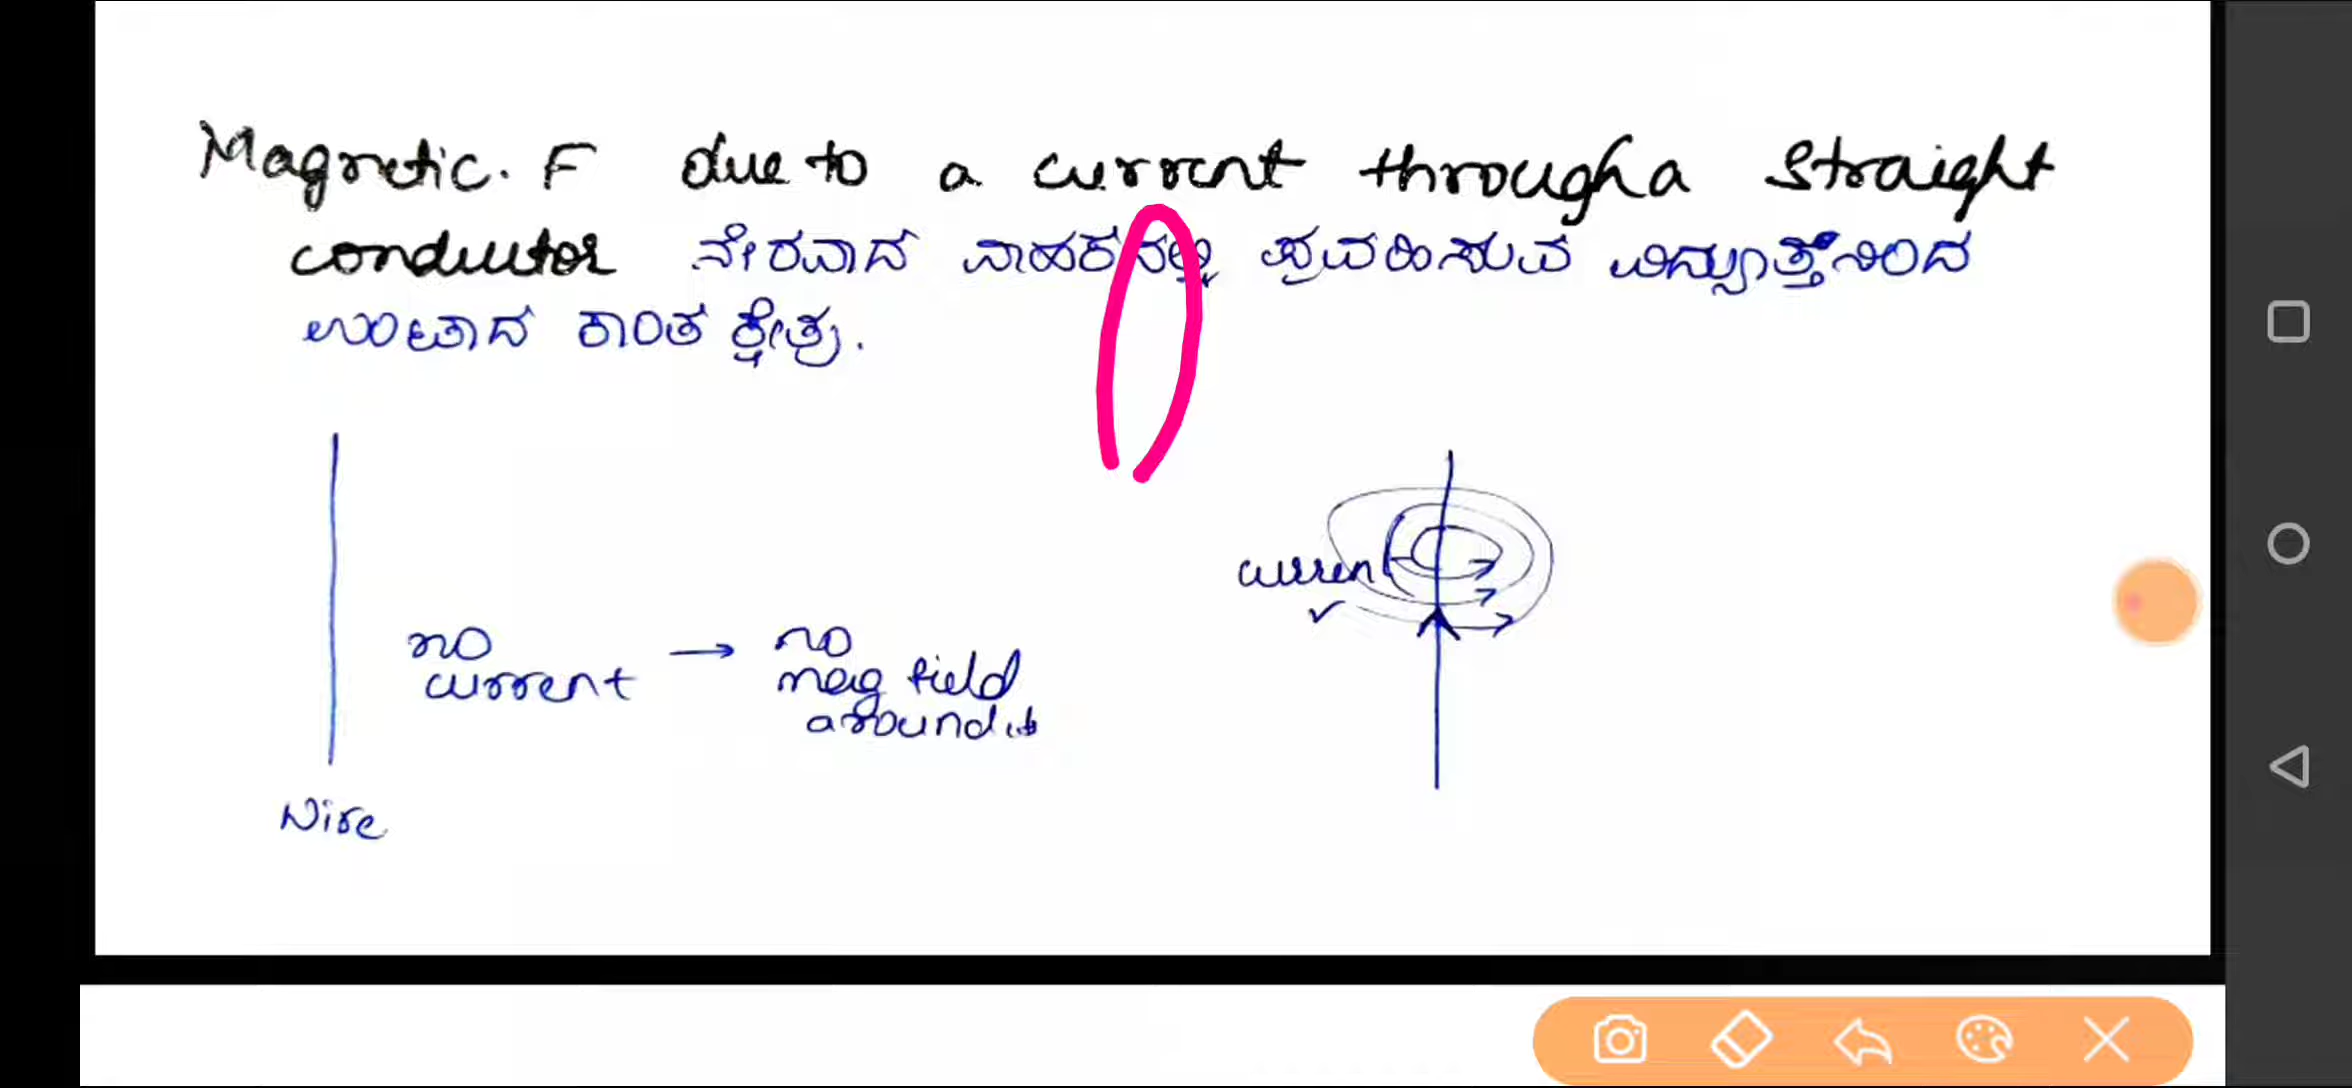 Magnetic. F due to a current through a straight
conductor ನೇರವಾದ ವಾಹಕದಲ್ಲಿ ಪ್ರವಹಿಸುವ ವಿದ್ಯುತ್ತ್‌ನಿಂದ
ಉಂಟಾದ ಕಾಂತ ಕ್ಷೇತ್ರ.
current
no
current → no
mag field
around it
Wire